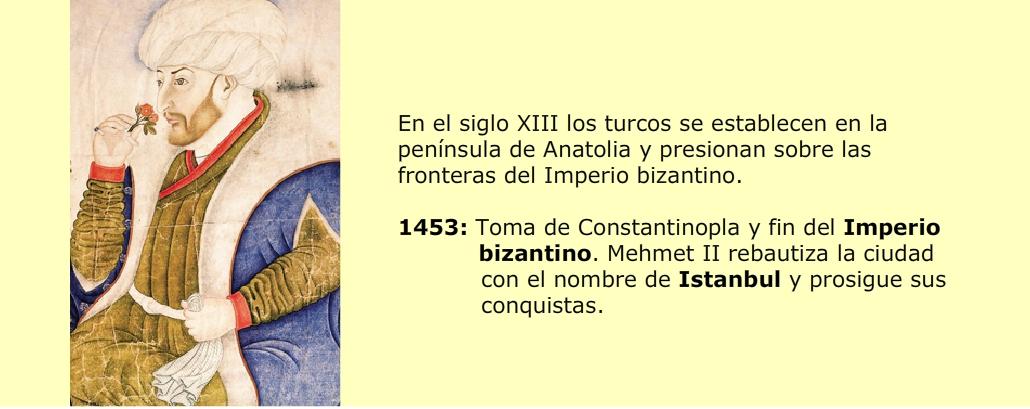 En el siglo XIII los turcos se establecen en la
península de Anatolia y presionan sobre las
fronteras del Imperio bizantino.
1453: Toma de Constantinopla y fin del Imperio
bizantino. Mehmet II rebautiza la ciudad
con el nombre de Istanbul y prosigue sus
conquistas.